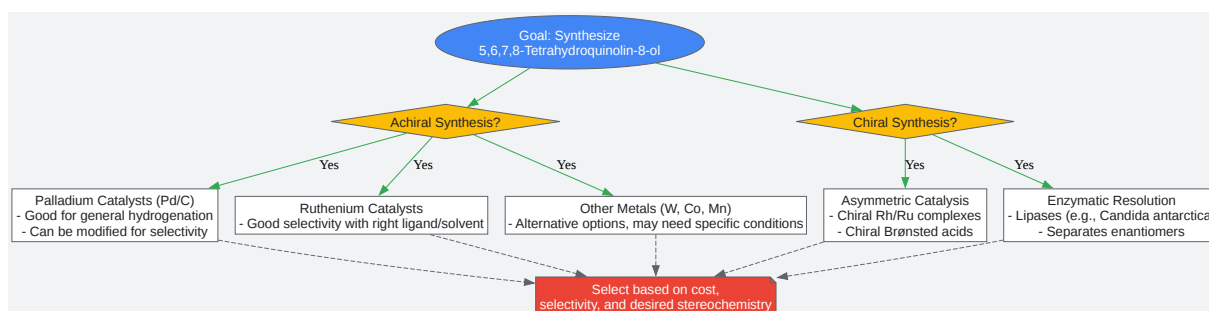 Goal: Synthesize
5,6,7,8-Tetrahydroquinolin-8-ol
Achiral Synthesis?
Chiral Synthesis?
Yes
Yes
Yes
Yes
Yes
Palladium Catalysts (Pd/C)
- Good for general hydrogenation
- Can be modified for selectivity
Ruthenium Catalysts
- Good selectivity with right ligand/solvent
Other Metals (W, Co, Mn)
- Alternative options, may need specific conditions
Asymmetric Catalysis
- Chiral Rh/Ru complexes
- Chiral Brønsted acids
Enzymatic Resolution
- Lipases (e.g., Candida antarctica
- Separates enantiomers
Select based on cost,
selectivity, and desired stereochemistry